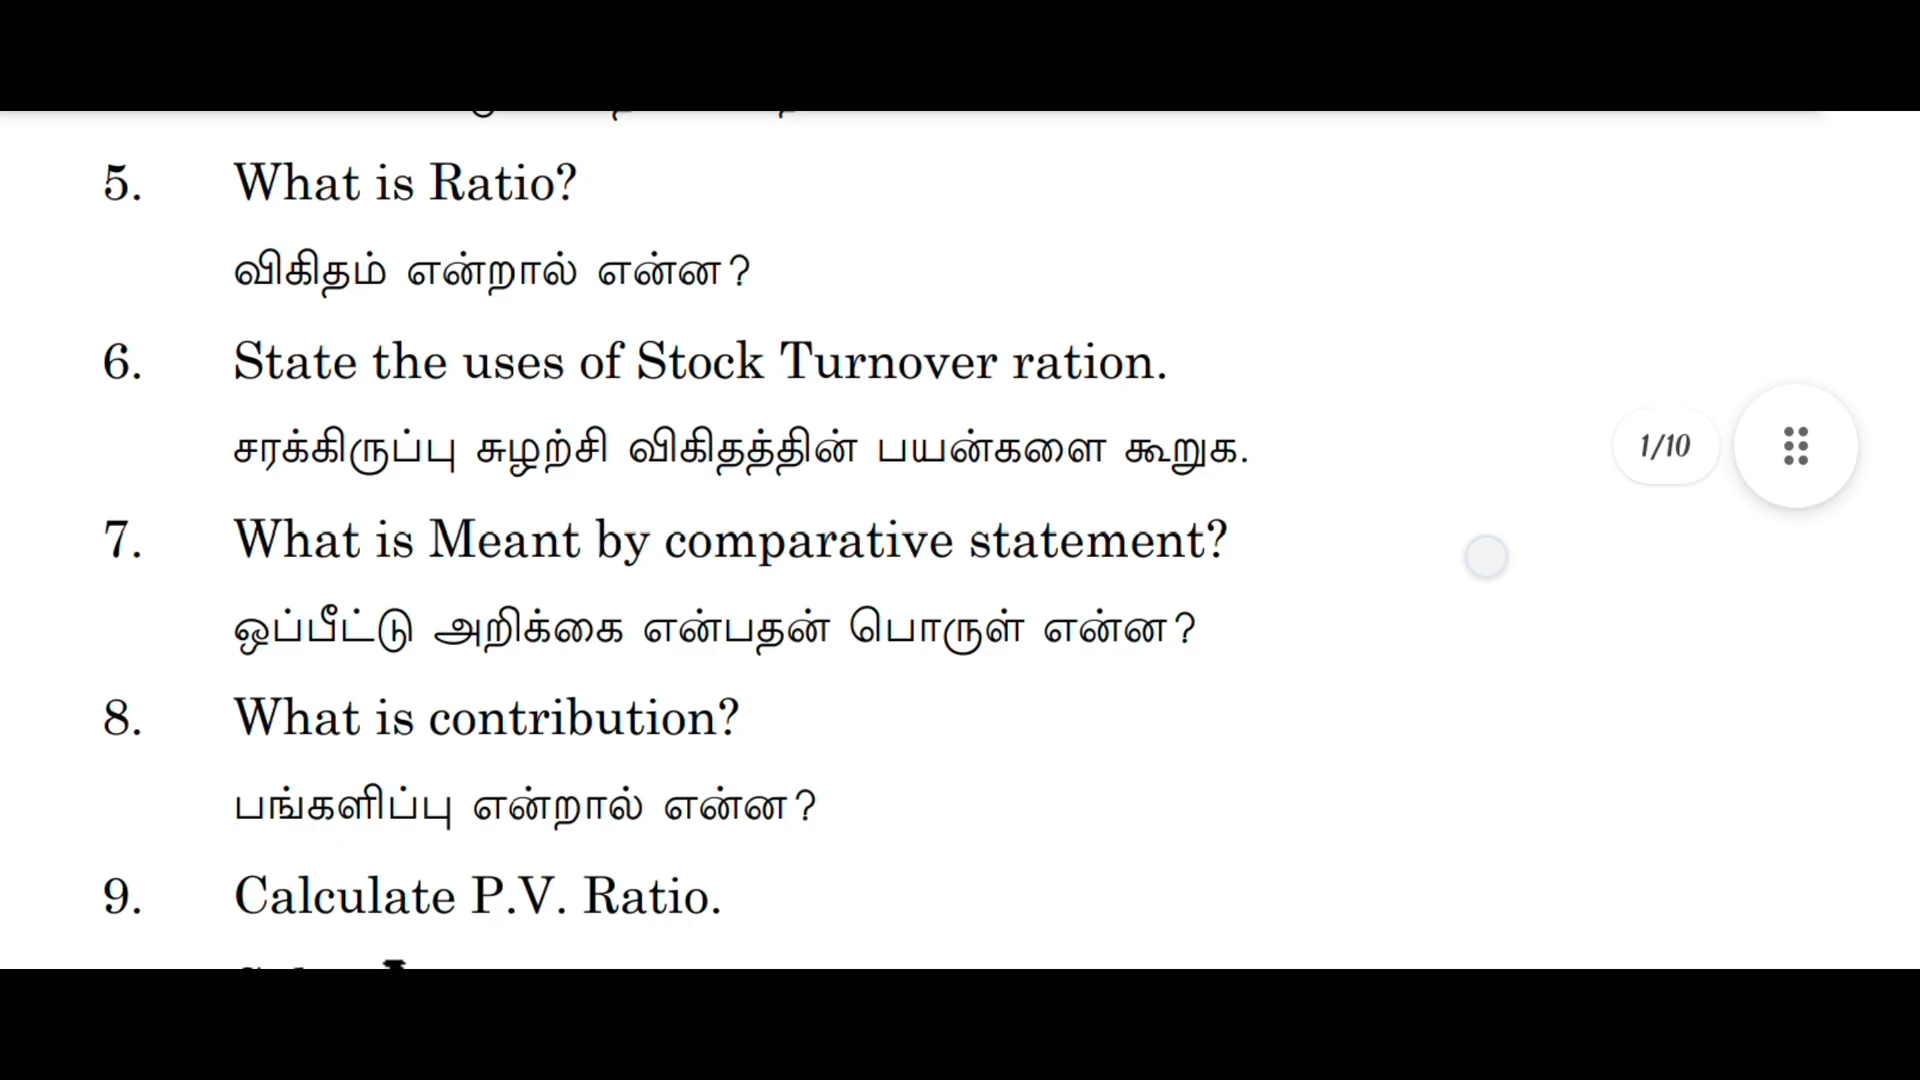 5. What is Ratio?
விகிதம் என்றால் என்ன?
6. State the uses of Stock Turnover ration.
சரக்கிருப்பு சுழற்சி விகிதத்தின் பயன்களை கூறுக.
1/10
7. What is Meant by comparative statement?
ஒப்பீட்டு அறிக்கை என்பதன் பொருள் என்ன?
8. What is contribution?
பங்களிப்பு என்றால் என்ன?
9. Calculate P.V. Ratio.